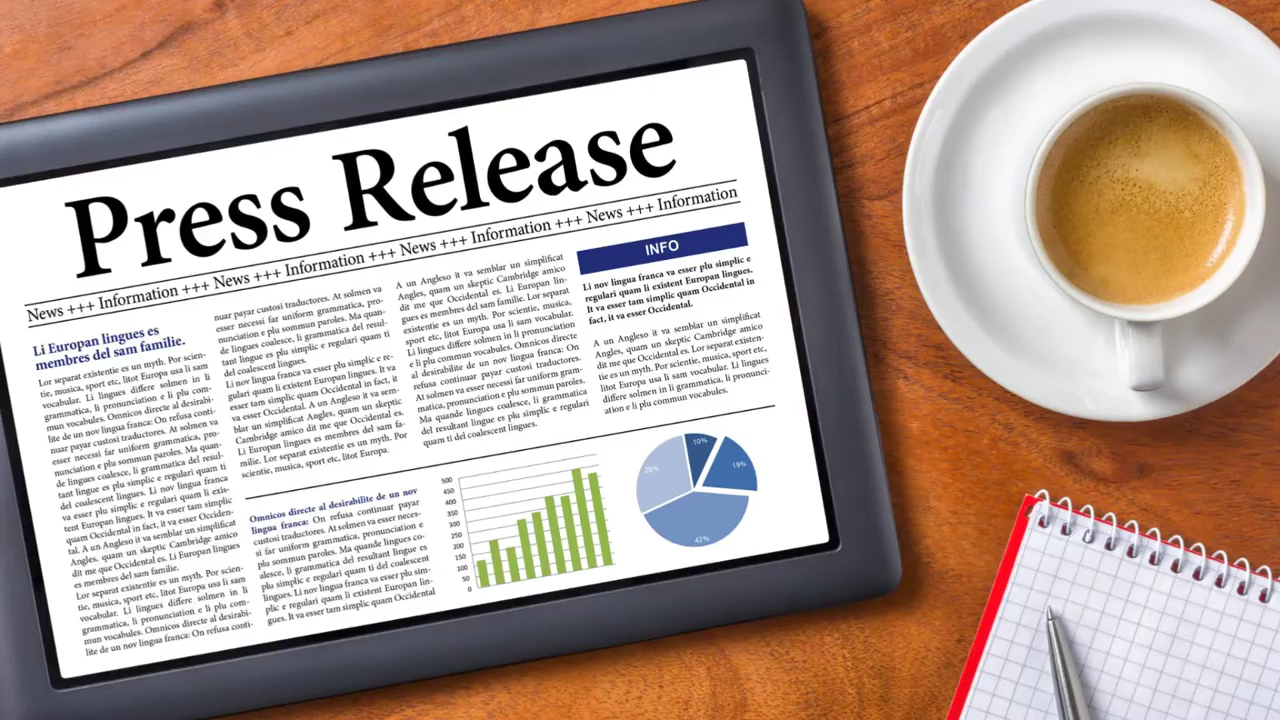 Press Release
News +++ Information +++ News +++ Information +++ News +++ Information +++ News +++ Information
Li Europan lingues es
membres del sam familie.
Lor separat existentie es un myth. Por scien-
tie, musica, sport etc, litot Europa usa li sam
vocabular. Li lingues differe solmen in li
grammatica, li pronunciation e li plu com-
mun vocabules. Omnicos directe al desirabi-
lite de un nov lingua franca: On refusa conti-
nuar payar custosi traductores. At solmen va
esser necessi far uniform grammatica, pro-
nunciation e plu sommun paroles. Ma quan-
de lingues coalesce, li grammatica del resul-
tant lingue es plu simplic e regulari quam ti
del coalescent lingues. Li nov lingua franca
va esser plu simplic e regulari quam li exis-
tent Europan lingues. It va esser tam simplic
quam Occidental in fact, it va esser Occiden-
tal. A un Angleso it va semblar un simplificat
Angles, quam un skeptic Cambridge amico
dit me que Occidental es. Li Europan lingues
es membres del sam familie.
Lor separat existentie es un myth. Por scien-
tie, musica, sport etc, litot Europa usa li sam
vocabular. Li lingues differe solmen in li
grammatica, li pronunciation e li plu com-
mun vocabules. Omnicos directe al desirabi-
lite de un nov lingua franca: On refusa conti-
nuar payar custosi traductores. At solmen va
esser necessi far uniform grammatica, pro-
nunciation e plu sommun paroles. Ma quan-
de lingues coalesce, li grammatica del resul-
tant lingue es plu simplic e regulari quam ti
del coalescent lingues.
Li nov lingua franca va esser plu simplic e re-
gulari quam li existent Europan lingues. It va
esser tam simplic quam Occidental in fact, it
va esser Occidental. A un Angleso it va sem-
blar un simplificat Angles, quam un skeptic
Cambridge amico dit me que Occidental es.
Li Europan lingues es membres del sam fa-
milie. Lor separat existentie es un myth. Por
scientie, musica, sport etc, litot Europa.
A un Angleso it va semblar un simplificat
Angles, quam un skeptic Cambridge amico
dit me que Occidental es. Li Europan lin-
gues es membres del sam familie. Lor separat
existentie es un myth. Por scientie, musica,
sport etc, litot Europa usa li sam vocabular.
Li lingues differe solmen in li pronunciation
e li plu commun vocabules. Omnicos directe
al desirabilite de un nov lingua franca: On
refusa continuar payar custosi traductores.
At solmen va esser necessi far uniform gram-
matica, pronunciation e plu sommun paroles.
Ma quande lingues coalesce, li grammatica
del resultant lingue es plu simplic e regulari
quam ti del coalescent lingues.
INFO
Li nov lingua franca va esser plu simplic e
regulari quam li existent Europan lingues.
It va esser tam simplic quam Occidental in
fact, it va esser Occidental.
A un Angleso it va semblar un simplificat
Angles, quam un skeptic Cambridge amico
dit me que Occidental es. Lor separat existen-
tie es un myth. Por scientie, musica, sport etc,
litot Europa usa li sam vocabular. Li lingues
differe solmen in li grammatica, li pronunci-
ation e li plu commun vocabules.
Omnicos directe al desirabilite de un nov
lingua franca: On refusa continuar payar
custosi traductores. At solmen va esser neces-
si far uniform grammatica, pronunciation e
plu sommun paroles. Ma quande lingues co-
alesce, li grammatica del resultant lingue es
plu simplic e regulari quam ti del coalescent
lingues. Li nov lingua franca va esser plu sim-
plic e regulari quam li existent Europan lin-
gues. It va esser tam simplic quam Occidental
500
450
400
350
300
250
200
150
100
50
0
10%
19%
29%
42%